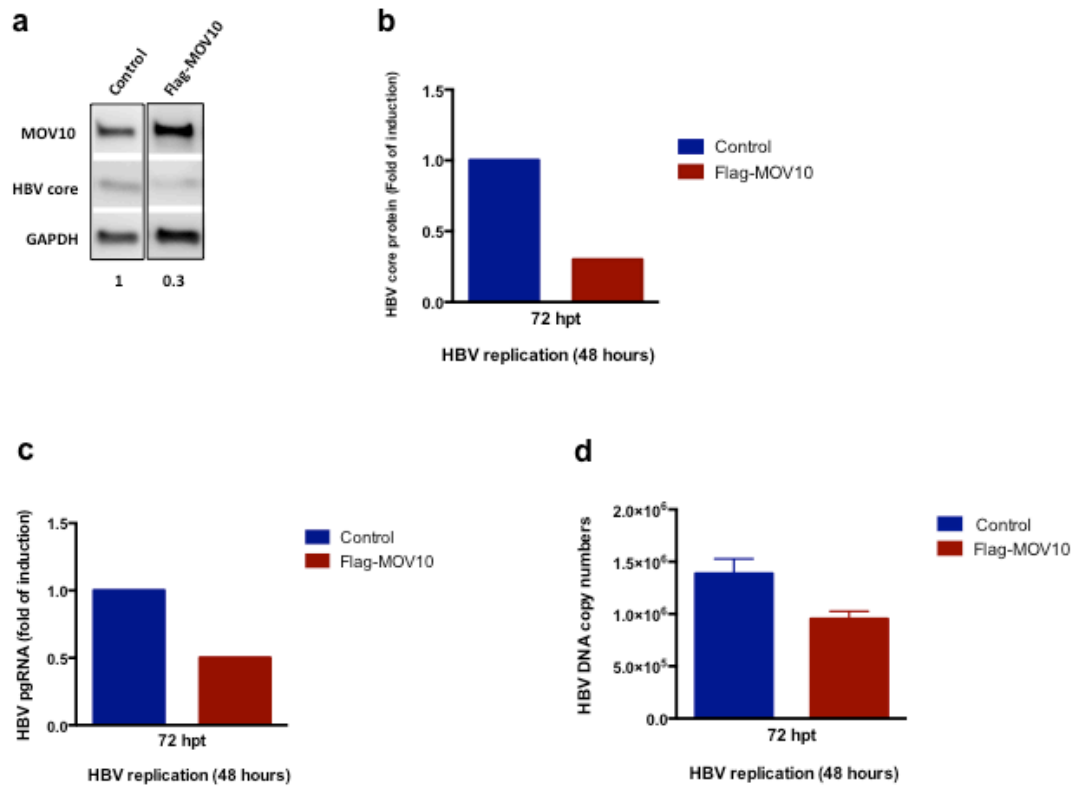 a
Control
Flag-MOV10
MOV10
HBV core
GAPDH
1 0.3
b
HBV core protein (Fold of induction)
1.5
1.0
0.5
0.0
72 hpt
HBV replication (48 hours)
Control
Flag-MOV10
c
HBV pgRNA (fold of induction)
1.5
1.0
0.5
0.0
72 hpt
HBV replication (48 hours)
Control
Flag-MOV10
d
HBV DNA copy numbers
2.0×10⁶
1.5×10⁶
1.0×10⁶
5.0×10⁵
0.0
72 hpt
HBV replication (48 hours)
Control
Flag-MOV10